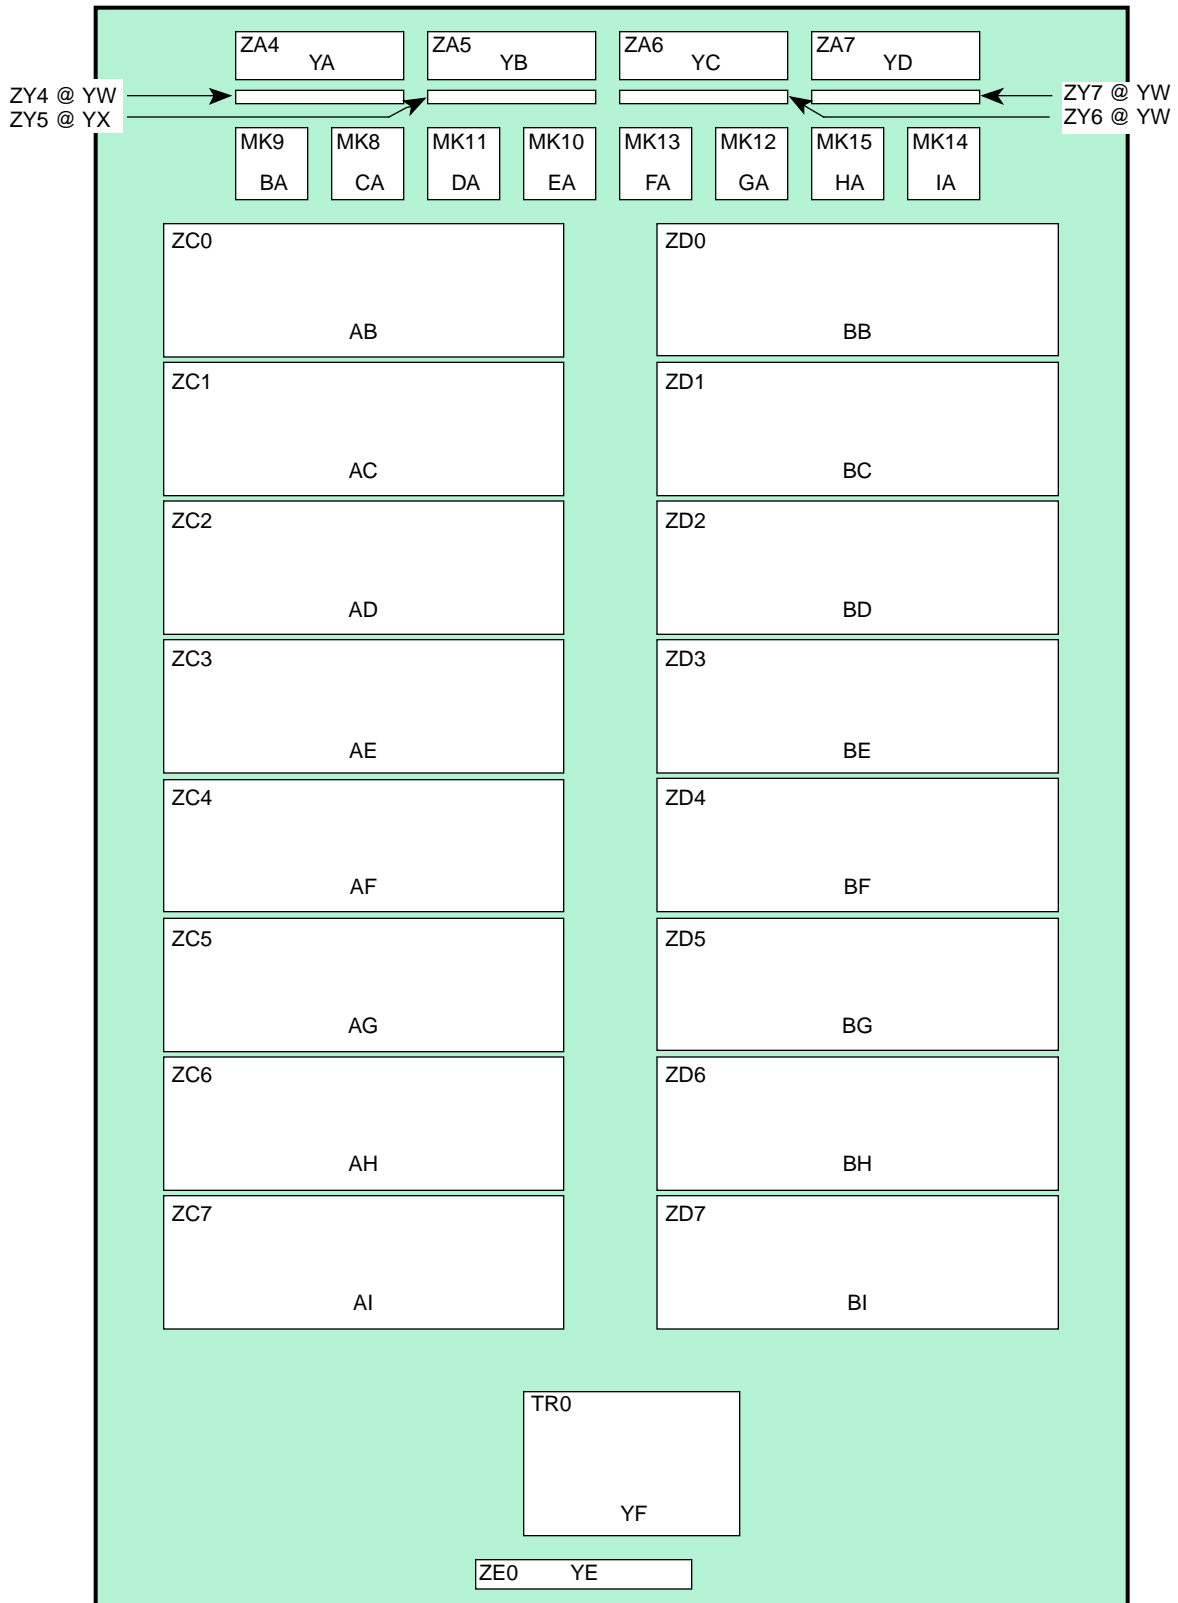 ZA4 YA ZA5 YB ZA6 YC ZA7 YD
ZY4 @ YW
ZY5 @ YX
ZY7 @ YW
ZY6 @ YW
MK9 MK8 MK11 MK10 MK13 MK12 MK15 MK14
BA CA DA EA FA GA HA IA
ZC0 ZD0
AB BB
ZC1 ZD1
AC BC
ZC2 ZD2
AD BD
ZC3 ZD3
AE BE
ZC4 ZD4
AF BF
ZC5 ZD5
AG BG
ZC6 ZD6
AH BH
ZC7 ZD7
AI BI
TR0
YF
ZE0 YE